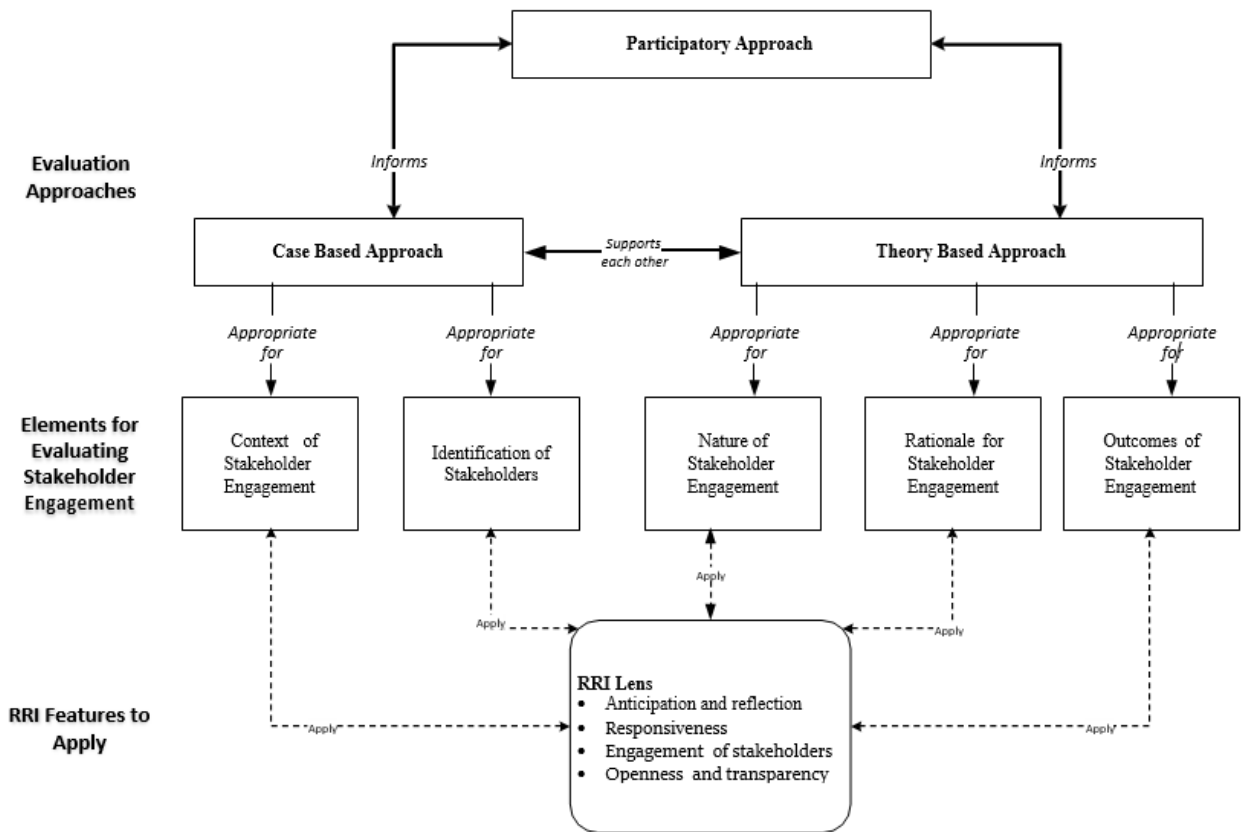 Participatory Approach
Informs
Informs
Evaluation
Approaches
Case Based Approach
Supports
each other
Theory Based Approach
Appropriate
for
Appropriate
for
Appropriate
for
Appropriate
for
Appropriate
for
Elements for
Evaluating
Stakeholder
Engagement
Context of
Stakeholder
Engagement
Identification of
Stakeholders
Nature of
Stakeholder
Engagement
Rationale for
Stakeholder
Engagement
Outcomes of
Stakeholder
Engagement
Apply
Apply
Apply
RRI Features to
Apply
RRI Lens
• Anticipation and reflection
• Responsiveness
• Engagement of stakeholders
• Openness and transparency
Apply
Apply